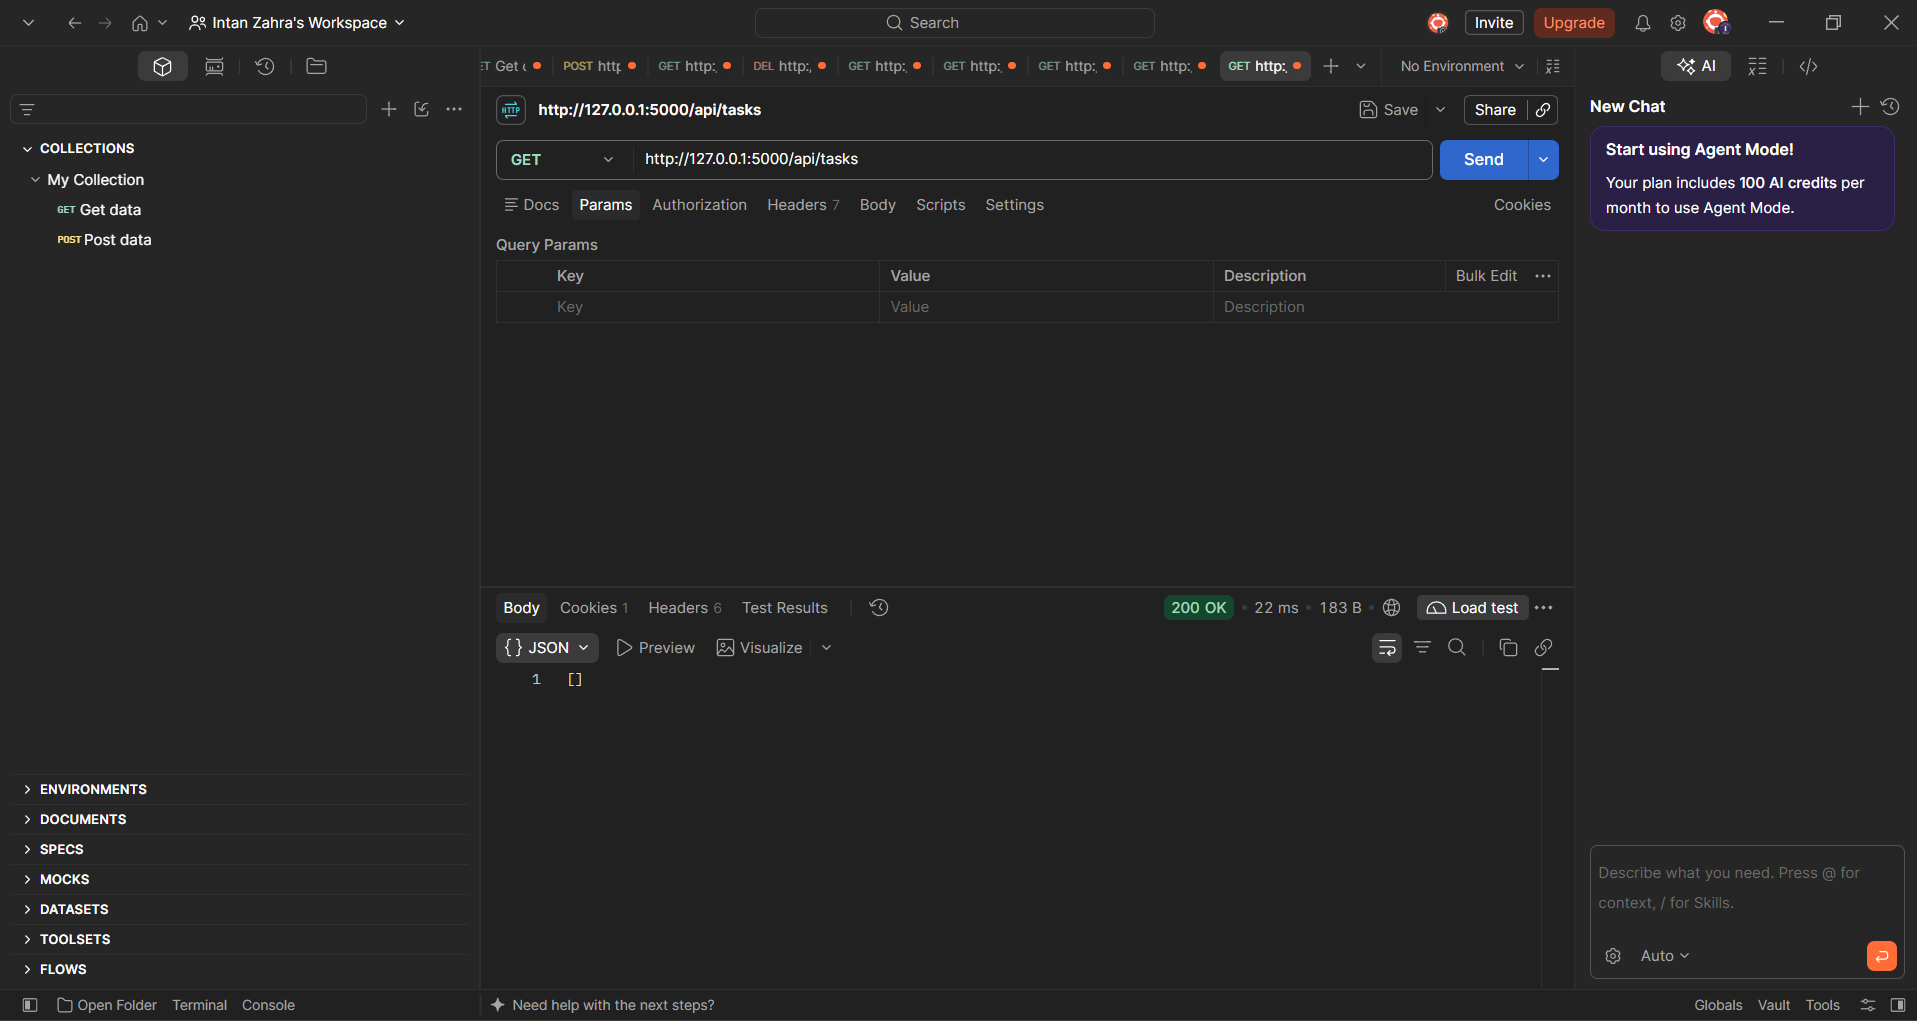 Intan Zahra's Workspace
Search
Invite
Upgrade
GET Get
POST http
GET http:
DEL http:
GET http:
GET http:
GET http:
GET http:
GET http:
No Environment
AI
COLLECTIONS
My Collection
GET Get data
POST Post data
ENVIRONMENTS
DOCUMENTS
SPECS
MOCKS
DATASETS
TOOLSETS
FLOWS
HTTP http://127.0.0.1:5000/api/tasks
Save
Share
GET http://127.0.0.1:5000/api/tasks
Send
Docs Params Authorization Headers 7 Body Scripts Settings Cookies
Query Params
Key Value Description Bulk Edit
Key Value Description
Body Cookies 1 Headers 6 Test Results
200 OK • 22 ms • 183 B
Load test
{} JSON Preview Visualize
1 []
New Chat
Start using Agent Mode!
Your plan includes 100 AI credits per
month to use Agent Mode.
Describe what you need. Press @ for
context, / for Skills.
Auto
Open Folder Terminal Console
Need help with the next steps?
Globals Vault Tools